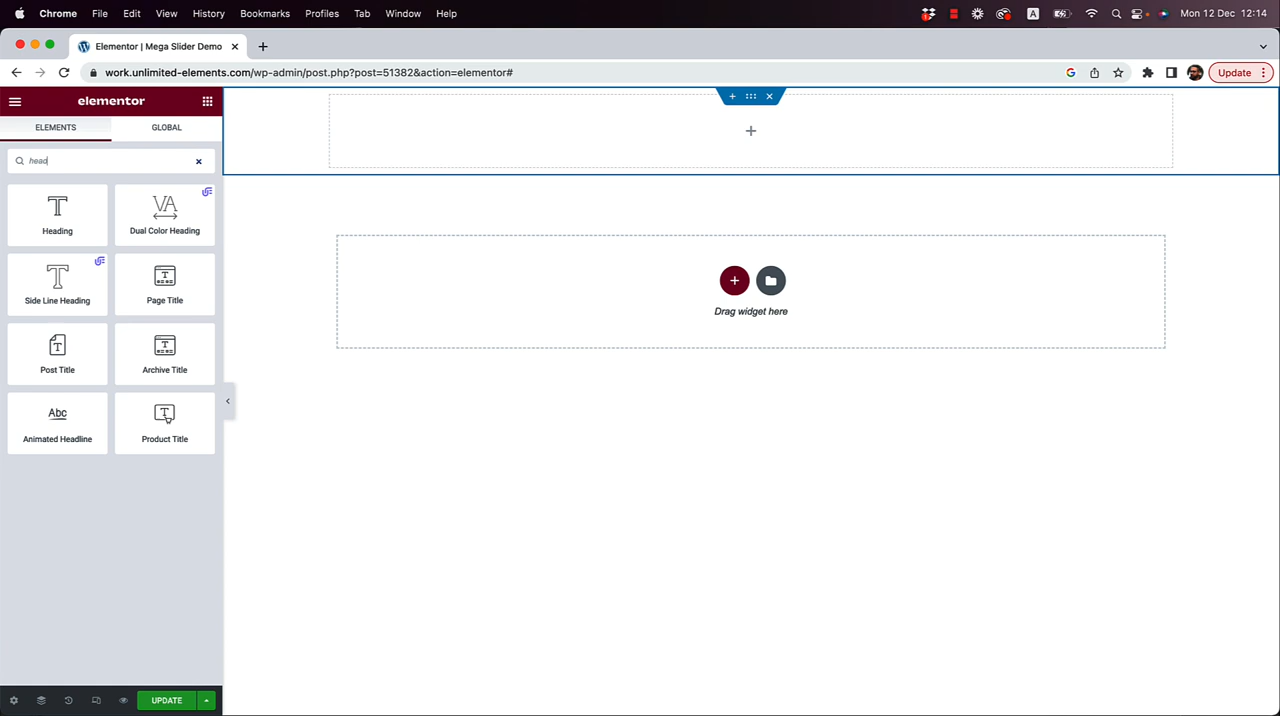 Chrome File Edit View History Bookmarks Profiles Tab Window Help A Mon 12 Dec 12:14
Elementor | Mega Slider Demo
work.unlimited-elements.com/wp-admin/post.php?post=51382&action=elementor#
Update
elementor
ELEMENTS GLOBAL
head
Heading
Dual Color Heading
Side Line Heading
Page Title
Post Title
Archive Title
Abc
Animated Headline
Product Title
Drag widget here
UPDATE